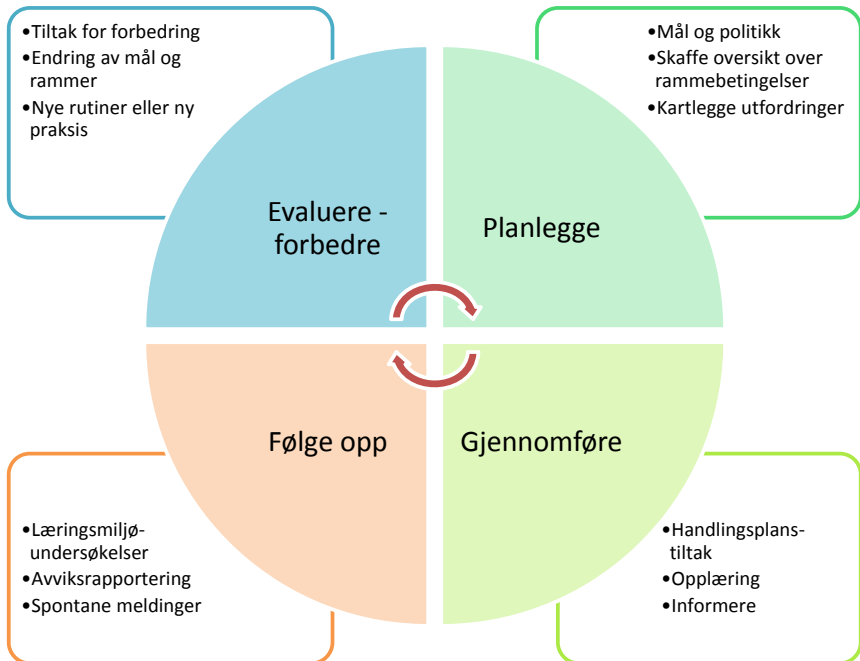 •Tiltak for forbedring
•Endring av mål og
rammer
•Nye rutiner eller ny
praksis
•Mål og politikk
•Skaffe oversikt over
rammebetingelser
•Kartlegge utfordringer
Evaluere -
forbedre
Planlegge
Følge opp
Gjennomføre
•Læringsmiljø-
undersøkelser
•Avviksrapportering
•Spontane meldinger
•Handlingsplans-
tiltak
•Opplæring
•Informere